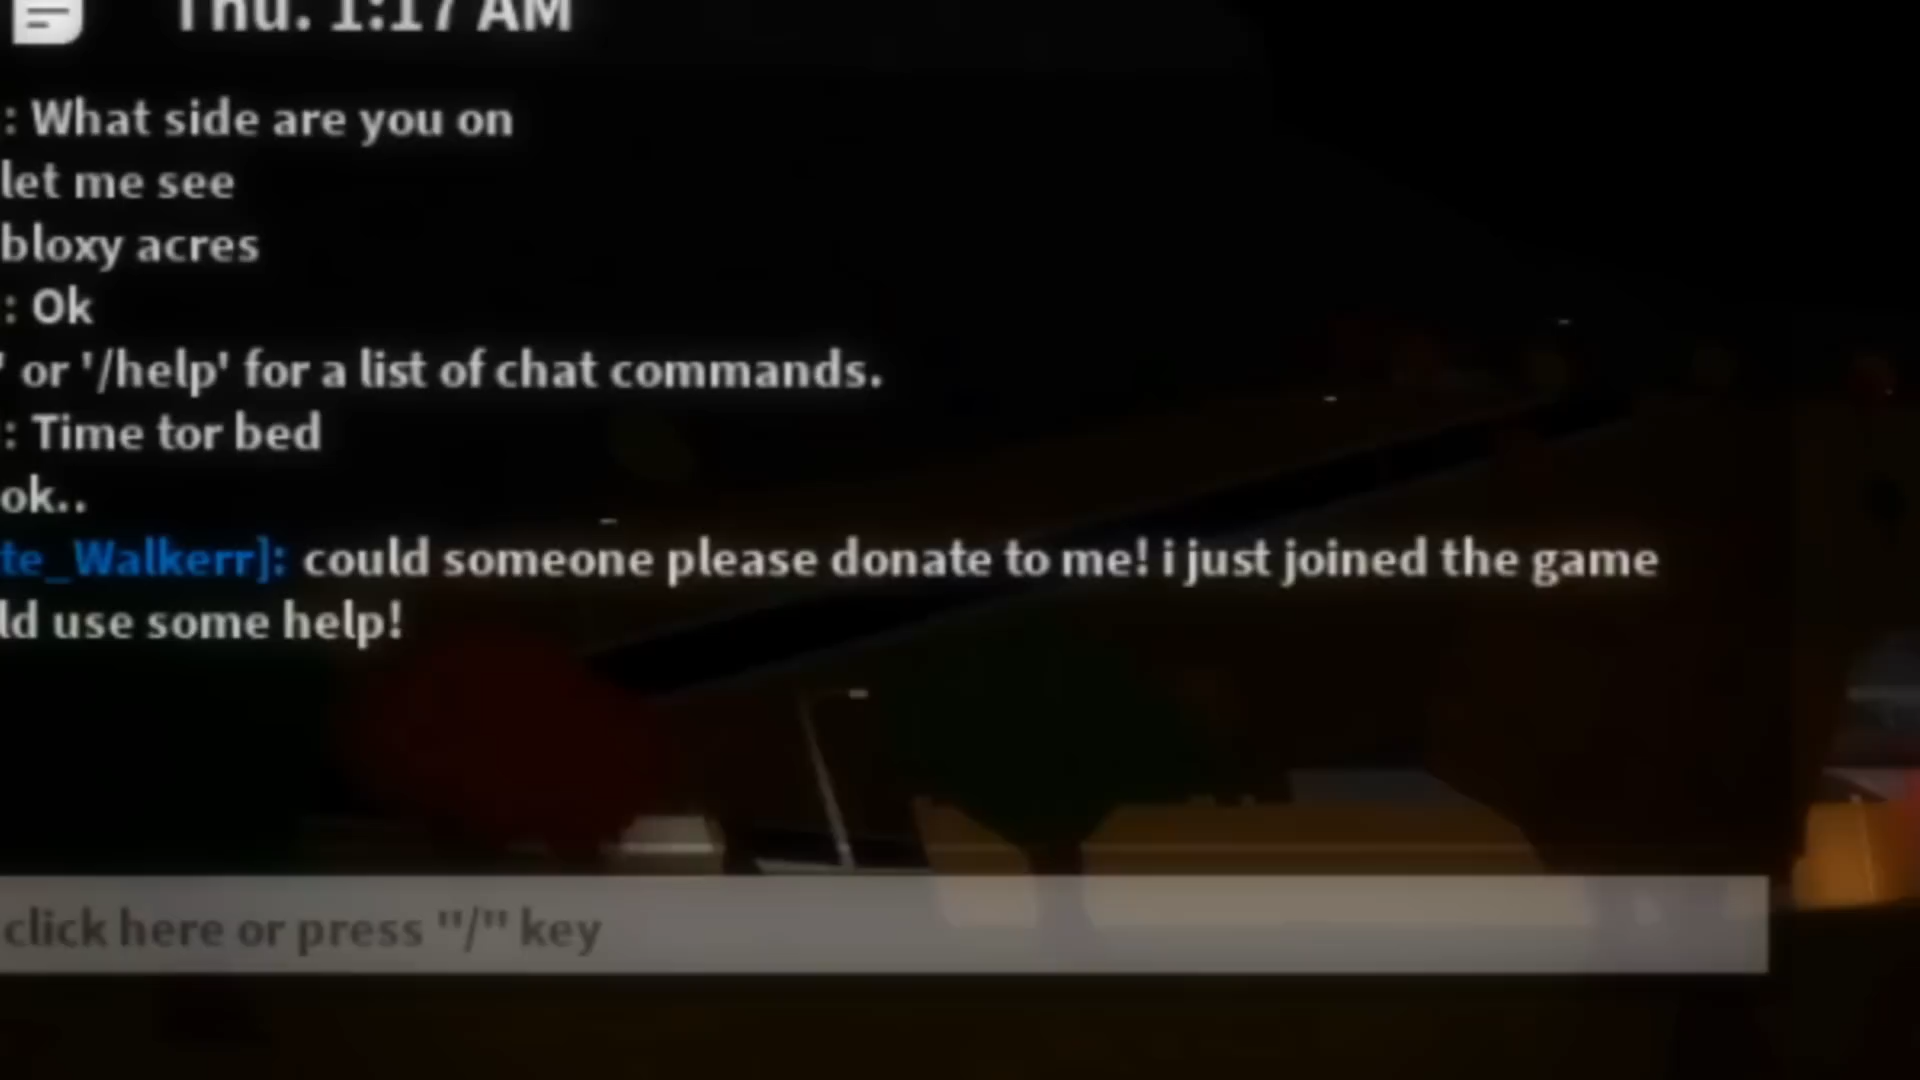 Thu. 1:17 AM
: What side are you on
let me see
bloxy acres
: Ok
' or '/help' for a list of chat commands.
: Time tor bed
ok..
te_Walkerr]: could someone please donate to me! i just joined the game
ld use some help!
click here or press "/" key